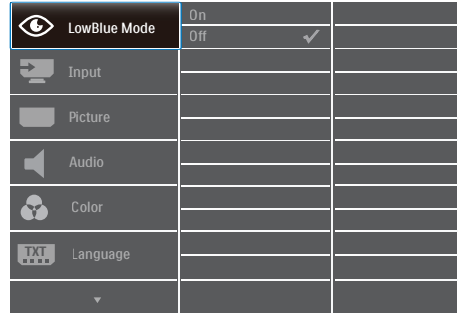 LowBlue Mode
On
Off
Input
Picture
Audio
Color
TXT
Language